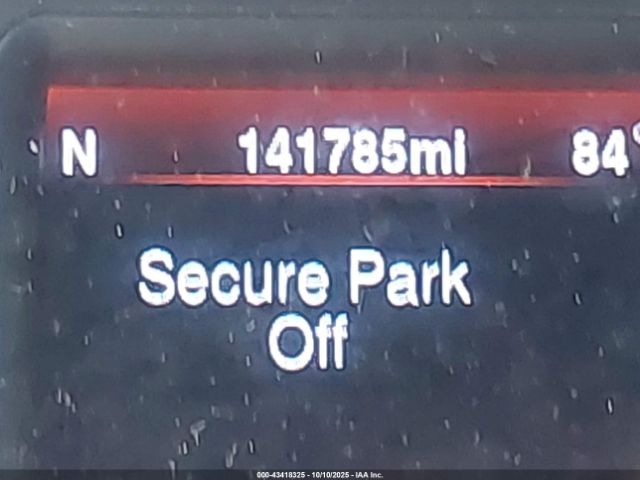 N 141785mi 84°
Secure Park
Off
000-43418325 - 10/10/2025 - IAA Inc.